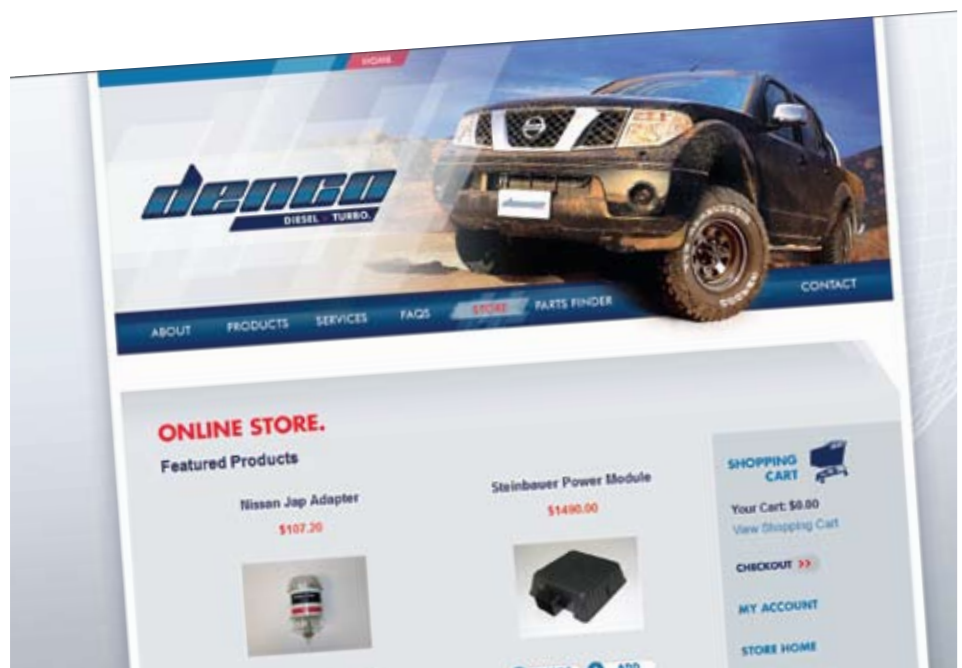 HOME
denco
DIESEL - TURBO.
ABOUT PRODUCTS SERVICES FAQS STORE PARTS FINDER CONTACT
ONLINE STORE.
Featured Products
Nissan Jap Adapter
$107.20
Steinbauer Power Module
$1490.00
SHOPPING
CART
Your Cart: $0.00
View Shopping Cart
CHECKOUT >>
MY ACCOUNT
STORE HOME
ADD